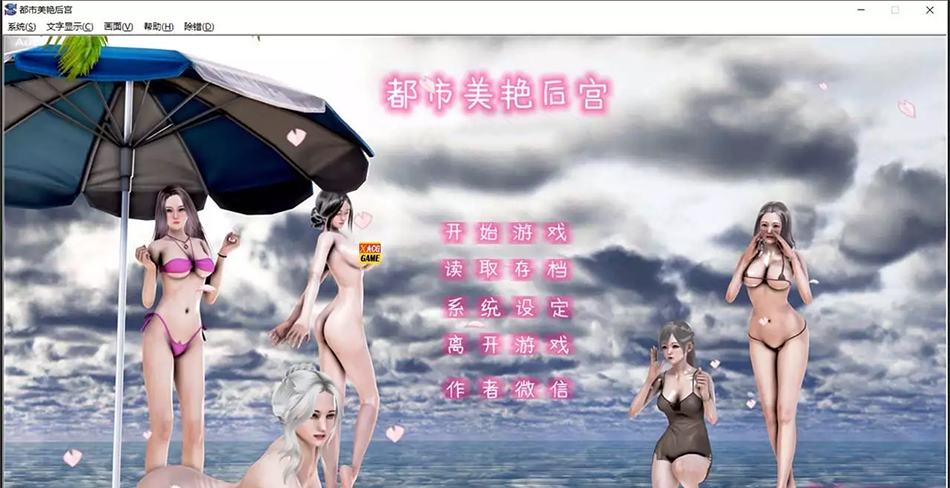 都市美艳后宫
系统(S) 文字显示(C) 画面(V) 帮助(H) 除错(D)
都市美艳后宫
XACG
GAME
开始游戏
读取存档
系统设定
离开游戏
作者微信